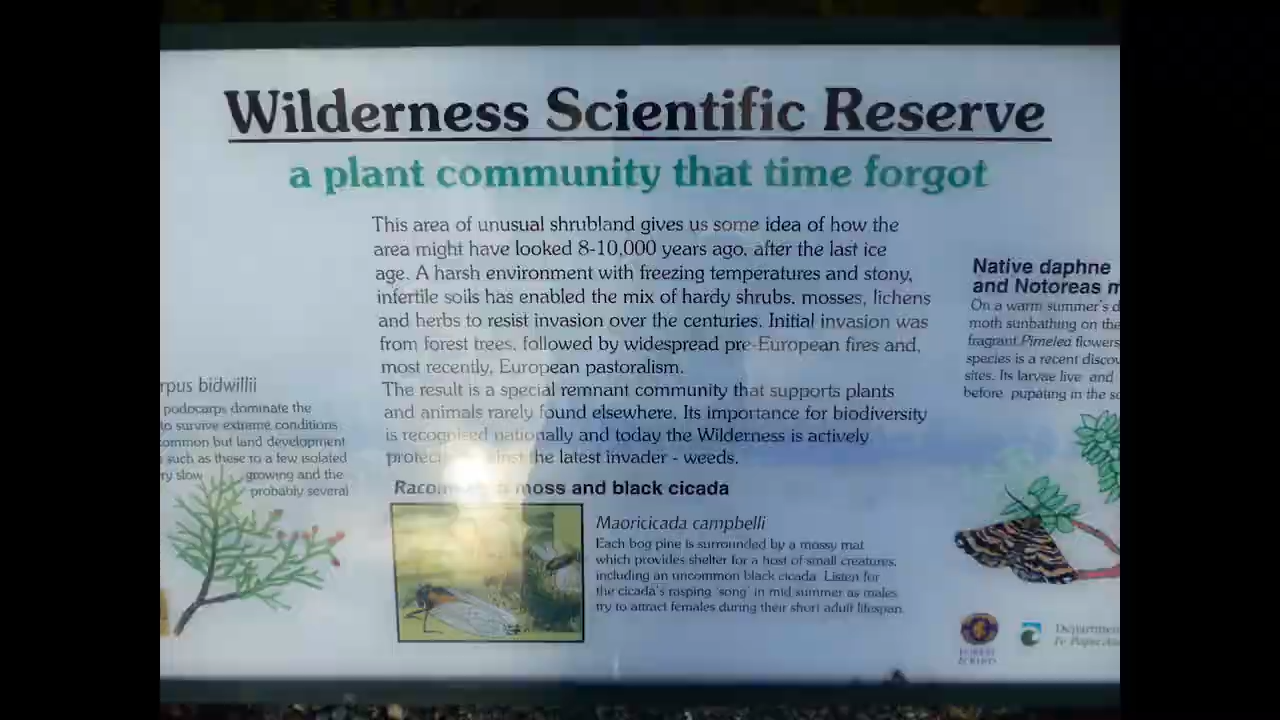 Wilderness Scientific Reserve
a plant community that time forgot
This area of unusual shrubland gives us some idea of how the
area might have looked 8-10,000 years ago, after the last ice
age. A harsh environment with freezing temperatures and stony,
infertile soils has enabled the mix of hardy shrubs, mosses, lichens
and herbs to resist invasion over the centuries. Initial invasion was
from forest trees, followed by widespread pre-European fires and,
most recently, European pastoralism.
The result is a special remnant community that supports plants
and animals rarely found elsewhere. Its importance for biodiversity
is recognised nationally and today the Wilderness is actively
the latest invader - weeds.
rpus bidwillii
podocarps dominate the
to survive extreme conditions
ommon but land development
such as these to a few isolated
ry slow growing and the
probably several
moss and black cicada
Maoricicada campbelli
Each bog pine is surrounded by a mossy mat
which provides shelter for a host of small creatures,
including an uncommon black cicada. Listen for
the cicada's rasping 'song' in mid summer as males
try to attract females during their short adult lifespan.
Native daphne
and Notoreas m
On a warm summer's d
moth sunbathing on the
fragrant Pimelea flowers
species is a recent discov
sites. Its larvae live and
before pupating in the so
FOREST
& BIRD
Departmen
Te Papa Ata